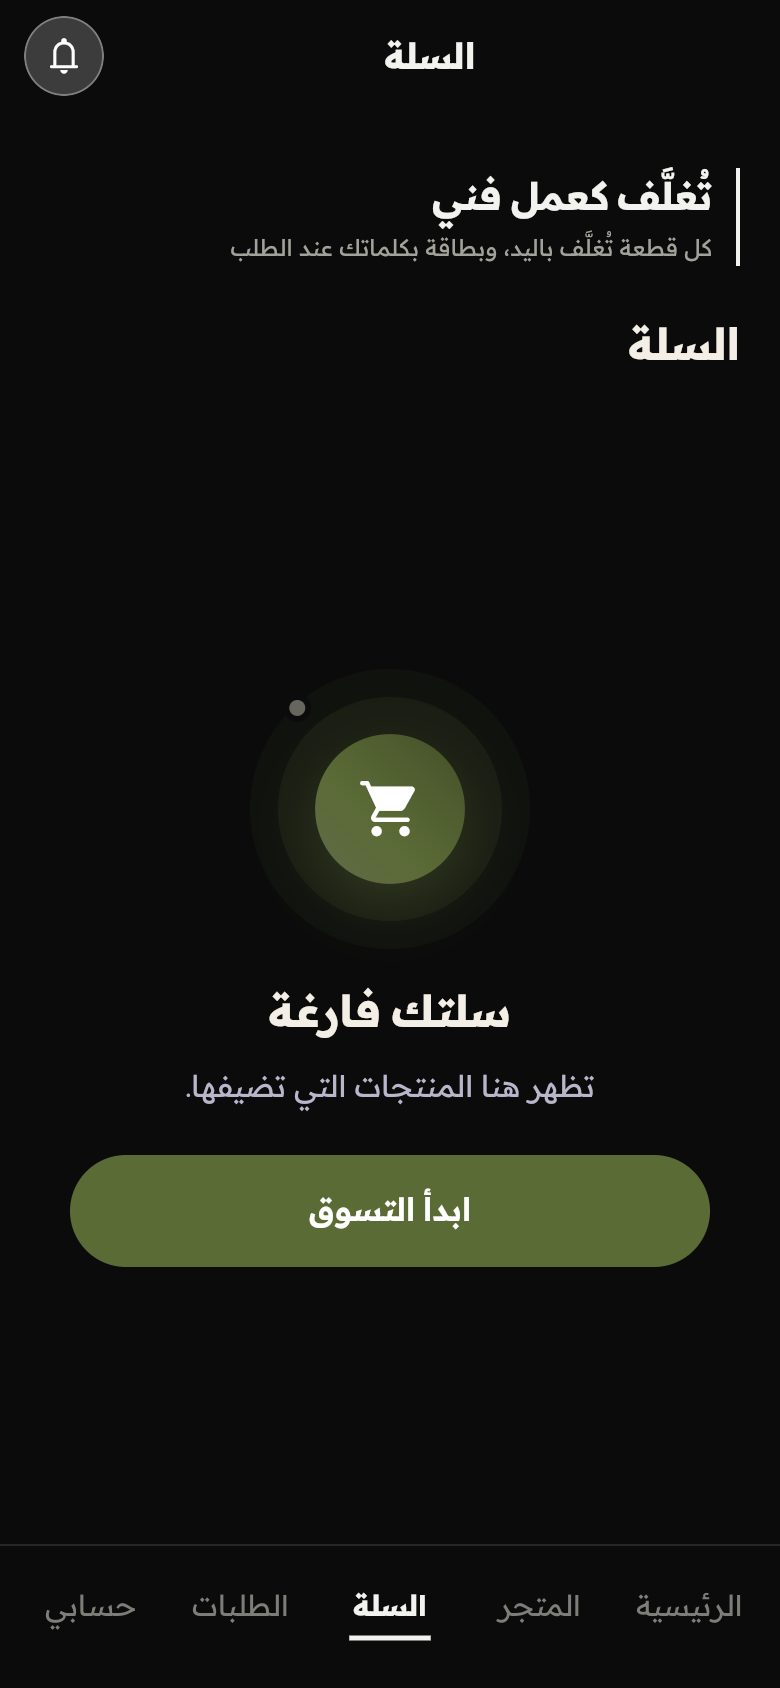 السلة
تُغلَّف كعمل فني
كل قطعة تُغلَّف باليد، وبطاقة بكلماتك عند الطلب
السلة
سلتك فارغة
تظهر هنا المنتجات التي تضيفها.
ابدأ التسوق
الرئيسية المتجر السلة الطلبات حسابي